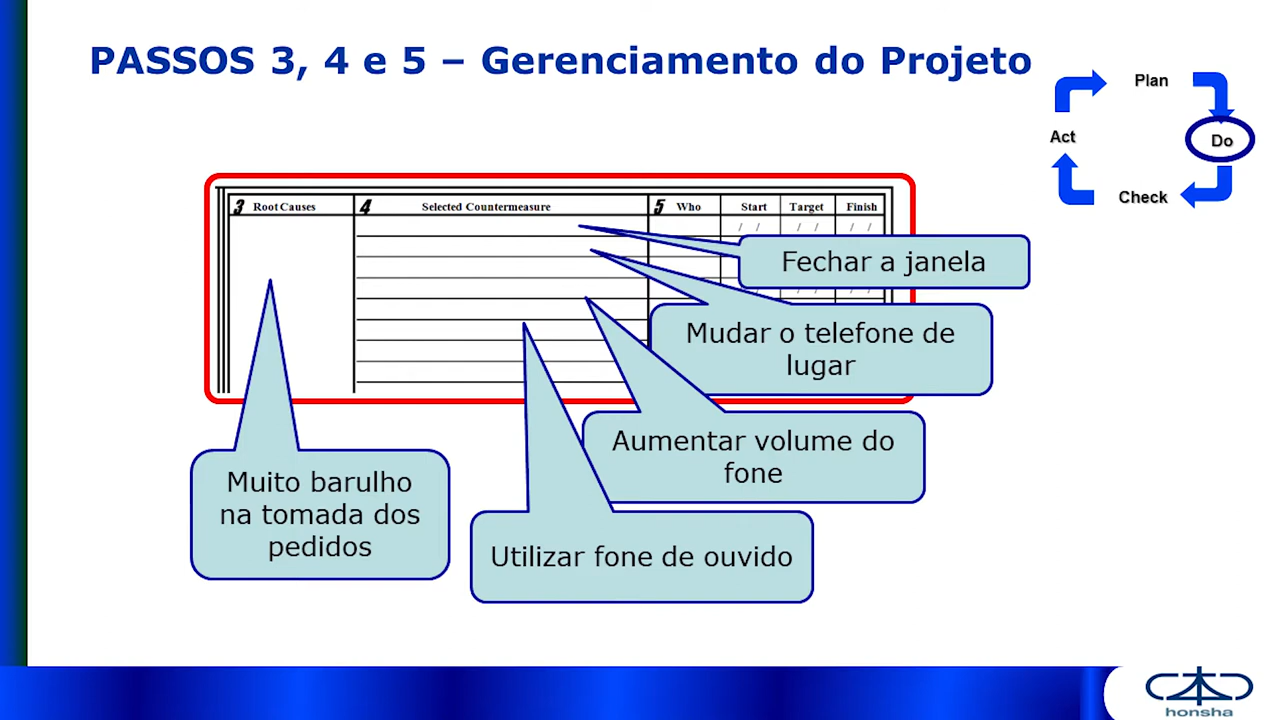 PASSOS 3, 4 e 5 – Gerenciamento do Projeto
Plan
Act
Do
Check
3 Root Causes 4 Selected Countermeasure 5 Who Start Target Finish
/ / / / / /
Fechar a janela
/ / / /
Mudar o telefone de
lugar
Aumentar volume do
fone
Muito barulho
na tomada dos
pedidos
Utilizar fone de ouvido
honsha